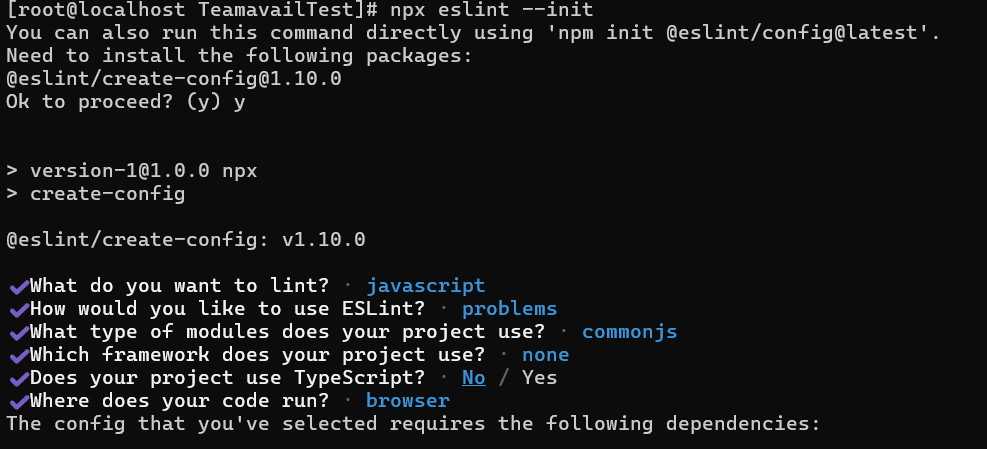 [root@localhost TeamavailTest]# npx eslint --init
You can also run this command directly using 'npm init @eslint/config@latest'.
Need to install the following packages:
@eslint/create-config@1.10.0
Ok to proceed? (y) y
> version-1@1.0.0 npx
> create-config
@eslint/create-config: v1.10.0
✔What do you want to lint? · javascript
✔How would you like to use ESLint? · problems
✔What type of modules does your project use? · commonjs
✔Which framework does your project use? · none
✔Does your project use TypeScript? · No / Yes
✔Where does your code run? · browser
The config that you've selected requires the following dependencies: